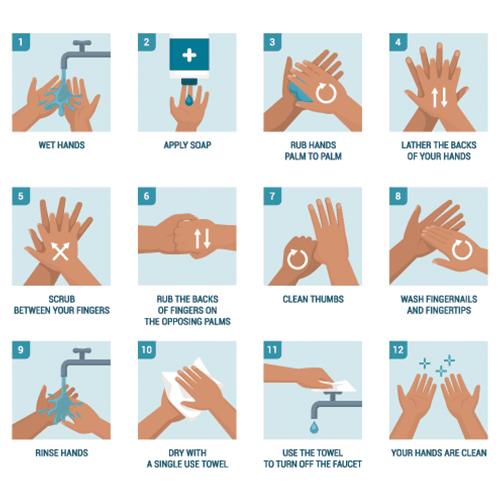 1
WET HANDS
2
APPLY SOAP
3
RUB HANDS
PALM TO PALM
4
LATHER THE BACKS
OF YOUR HANDS
5
SCRUB
BETWEEN YOUR FINGERS
6
RUB THE BACKS
OF FINGERS ON
THE OPPOSING PALMS
7
CLEAN THUMBS
8
WASH FINGERNAILS
AND FINGERTIPS
9
RINSE HANDS
10
DRY WITH
A SINGLE USE TOWEL
11
USE THE TOWEL
TO TURN OFF THE FAUCET
12
YOUR HANDS ARE CLEAN